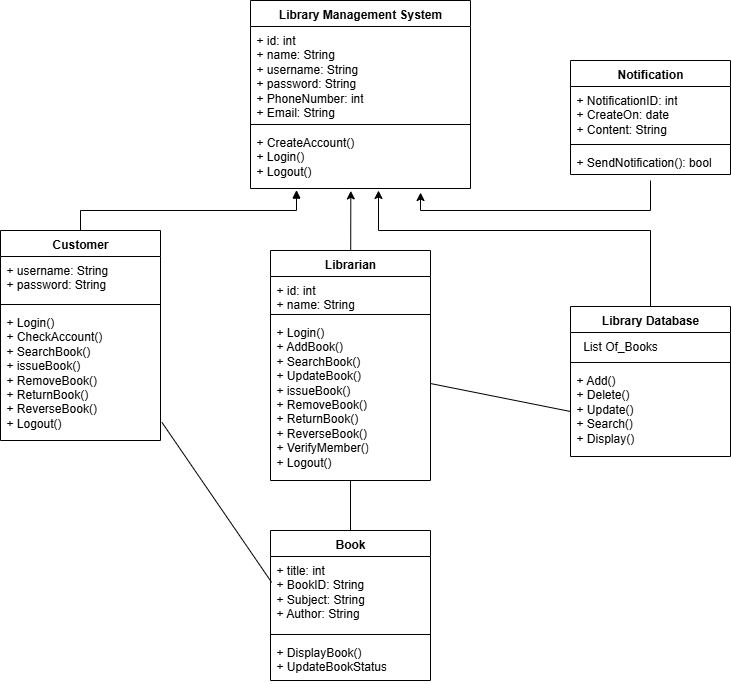 Library Management System
+ id: int
+ name: String
+ username: String
+ password: String
+ PhoneNumber: int
+ Email: String
+ CreateAccount()
+ Login()
+ Logout()
Notification
+ NotificationID: int
+ CreateOn: date
+ Content: String
+ SendNotification(): bool
Customer
+ username: String
+ password: String
+ Login()
+ CheckAccount()
+ SearchBook()
+ issueBook()
+ RemoveBook()
+ ReturnBook()
+ ReverseBook()
+ Logout()
Librarian
+ id: int
+ name: String
+ Login()
+ AddBook()
+ SearchBook()
+ UpdateBook()
+ issueBook()
+ RemoveBook()
+ ReturnBook()
+ ReverseBook()
+ VerifyMember()
+ Logout()
Library Database
List Of_Books
+ Add()
+ Delete()
+ Update()
+ Search()
+ Display()
Book
+ title: int
+ BookID: String
+ Subject: String
+ Author: String
+ DisplayBook()
+ UpdateBookStatus